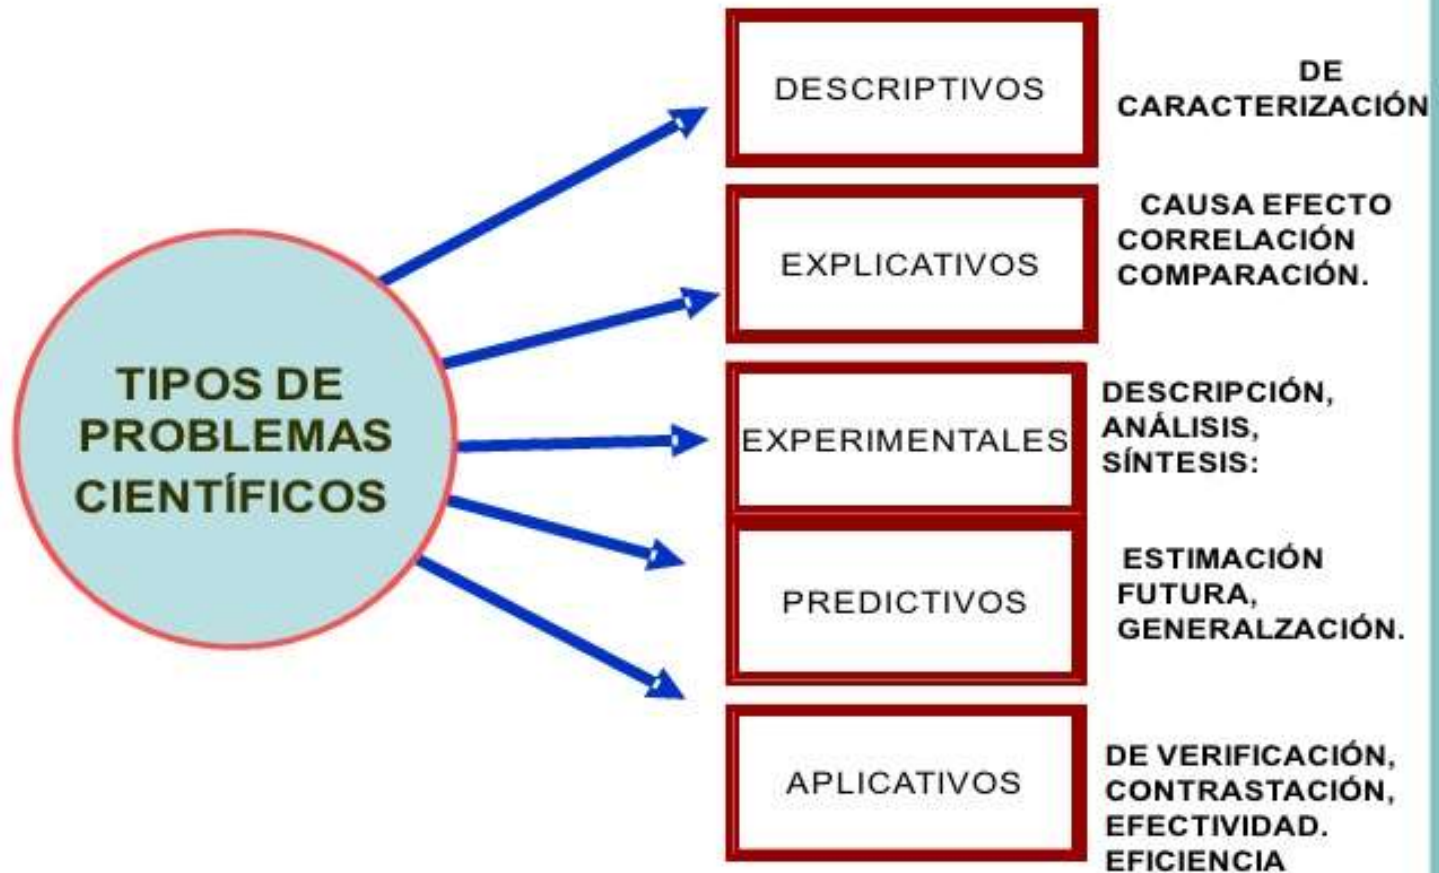 TIPOS DE
PROBLEMAS
CIENTÍFICOS
DESCRIPTIVOS
DE
CARACTERIZACIÓN
EXPLICATIVOS
CAUSA EFECTO
CORRELACIÓN
COMPARACIÓN.
EXPERIMENTALES
DESCRIPCIÓN,
ANÁLISIS,
SÍNTESIS:
PREDICTIVOS
ESTIMACIÓN
FUTURA,
GENERALZACIÓN.
APLICATIVOS
DE VERIFICACIÓN,
CONTRASTACIÓN,
EFECTIVIDAD.
EFICIENCIA